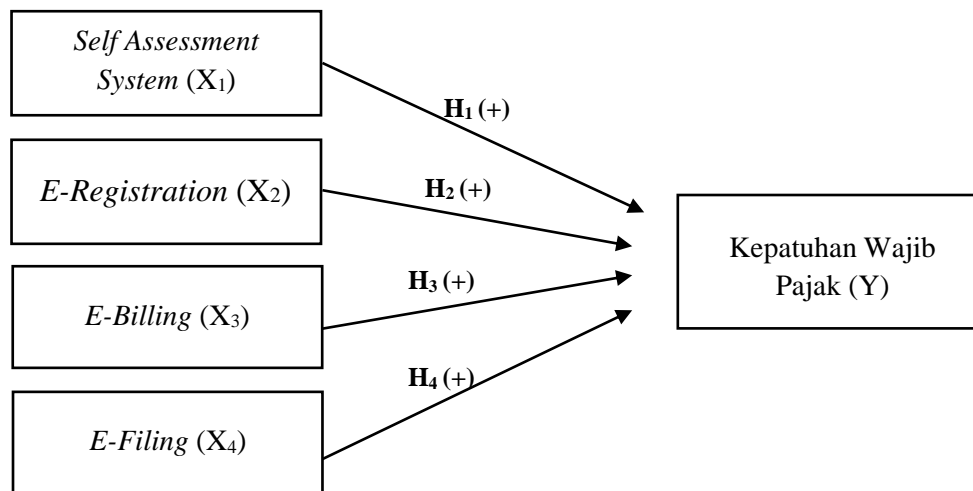 Self Assessment
System (X₁)
H₁ (+)
E-Registration (X₂)
H₂ (+)
Kepatuhan Wajib
Pajak (Y)
E-Billing (X₃)
H₃ (+)
H₄ (+)
E-Filing (X₄)